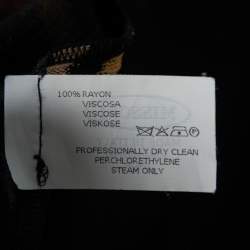 100% RAYON
VISCOSA
VISCOSE
VISKOSE
PROFESSIONALLY DRY CLEAN
PERCHLORETHYLENE
STEAM ONLY